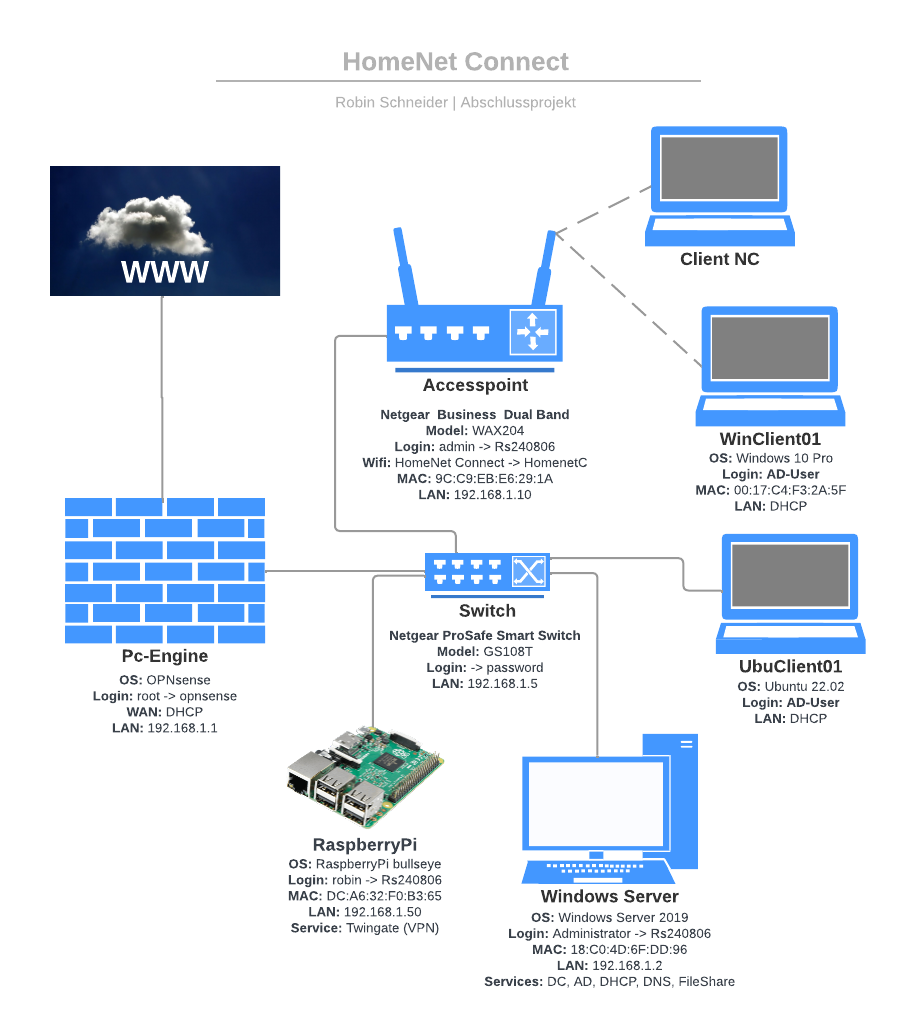 HomeNet Connect
Robin Schneider | Abschlussprojekt
WWW
Client NC
Accesspoint
Netgear Business Dual Band
Model: WAX204
Login: admin -> Rs240806
Wifi: HomeNet Connect -> HomenetC
MAC: 9C:C9:EB:E6:29:1A
LAN: 192.168.1.10
WinClient01
OS: Windows 10 Pro
Login: AD-User
MAC: 00:17:C4:F3:2A:5F
LAN: DHCP
Pc-Engine
OS: OPNsense
Login: root -> opnsense
WAN: DHCP
LAN: 192.168.1.1
Switch
Netgear ProSafe Smart Switch
Model: GS108T
Login: -> password
LAN: 192.168.1.5
UbuClient01
OS: Ubuntu 22.02
Login: AD-User
LAN: DHCP
RaspberryPi
OS: RaspberryPi bullseye
Login: robin -> Rs240806
MAC: DC:A6:32:F0:B3:65
LAN: 192.168.1.50
Service: Twingate (VPN)
Windows Server
OS: Windows Server 2019
Login: Administrator -> Rs240806
MAC: 18:C0:4D:6F:DD:96
LAN: 192.168.1.2
Services: DC, AD, DHCP, DNS, FileShare